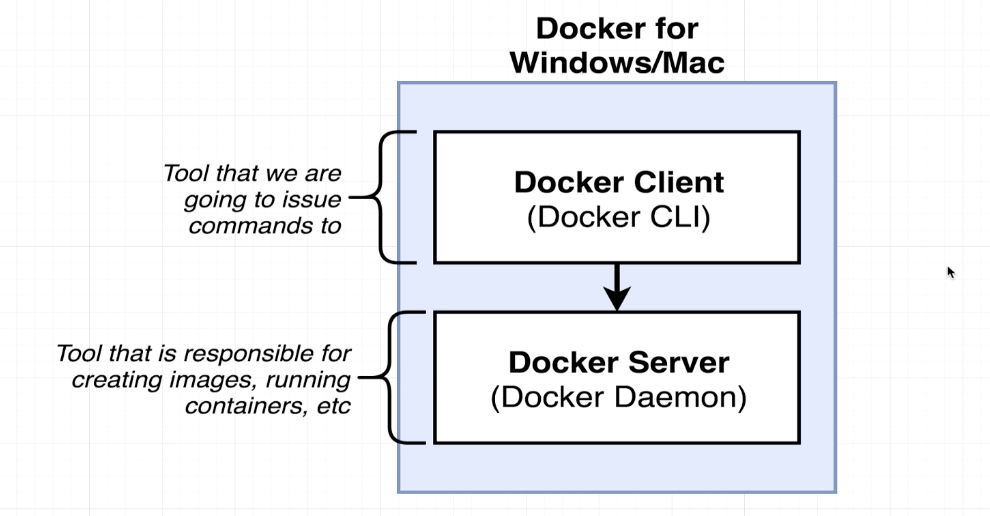 Docker for
Windows/Mac
Tool that we are
going to issue
commands to
Docker Client
(Docker CLI)
Tool that is responsible for
creating images, running
containers, etc
Docker Server
(Docker Daemon)